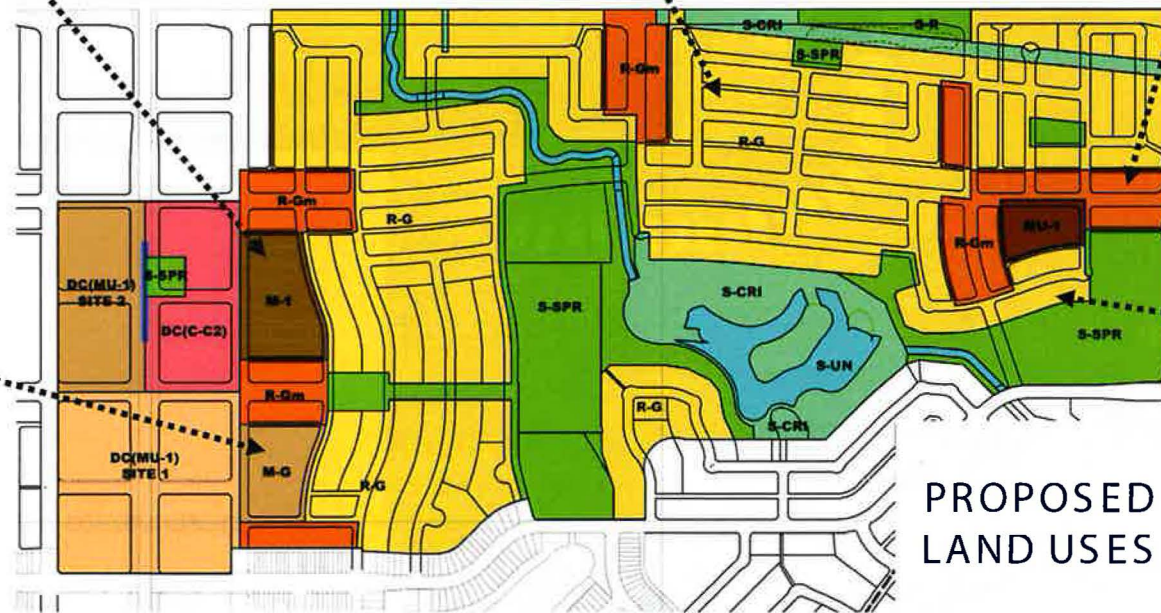 S-CRI
S-R
S-SPR
R-Gm
R-G
R-Gm
R-G
S-SPR
DC(MU-1)
SITE 2
DC(C-C2)
M-1
S-SPR
S-CRI
S-UN
R-Gm
MU-1
S-SPR
R-Gm
R-G
S-CRI
DC(MU-1)
SITE 1
M-G
R-G
PROPOSED
LAND USES